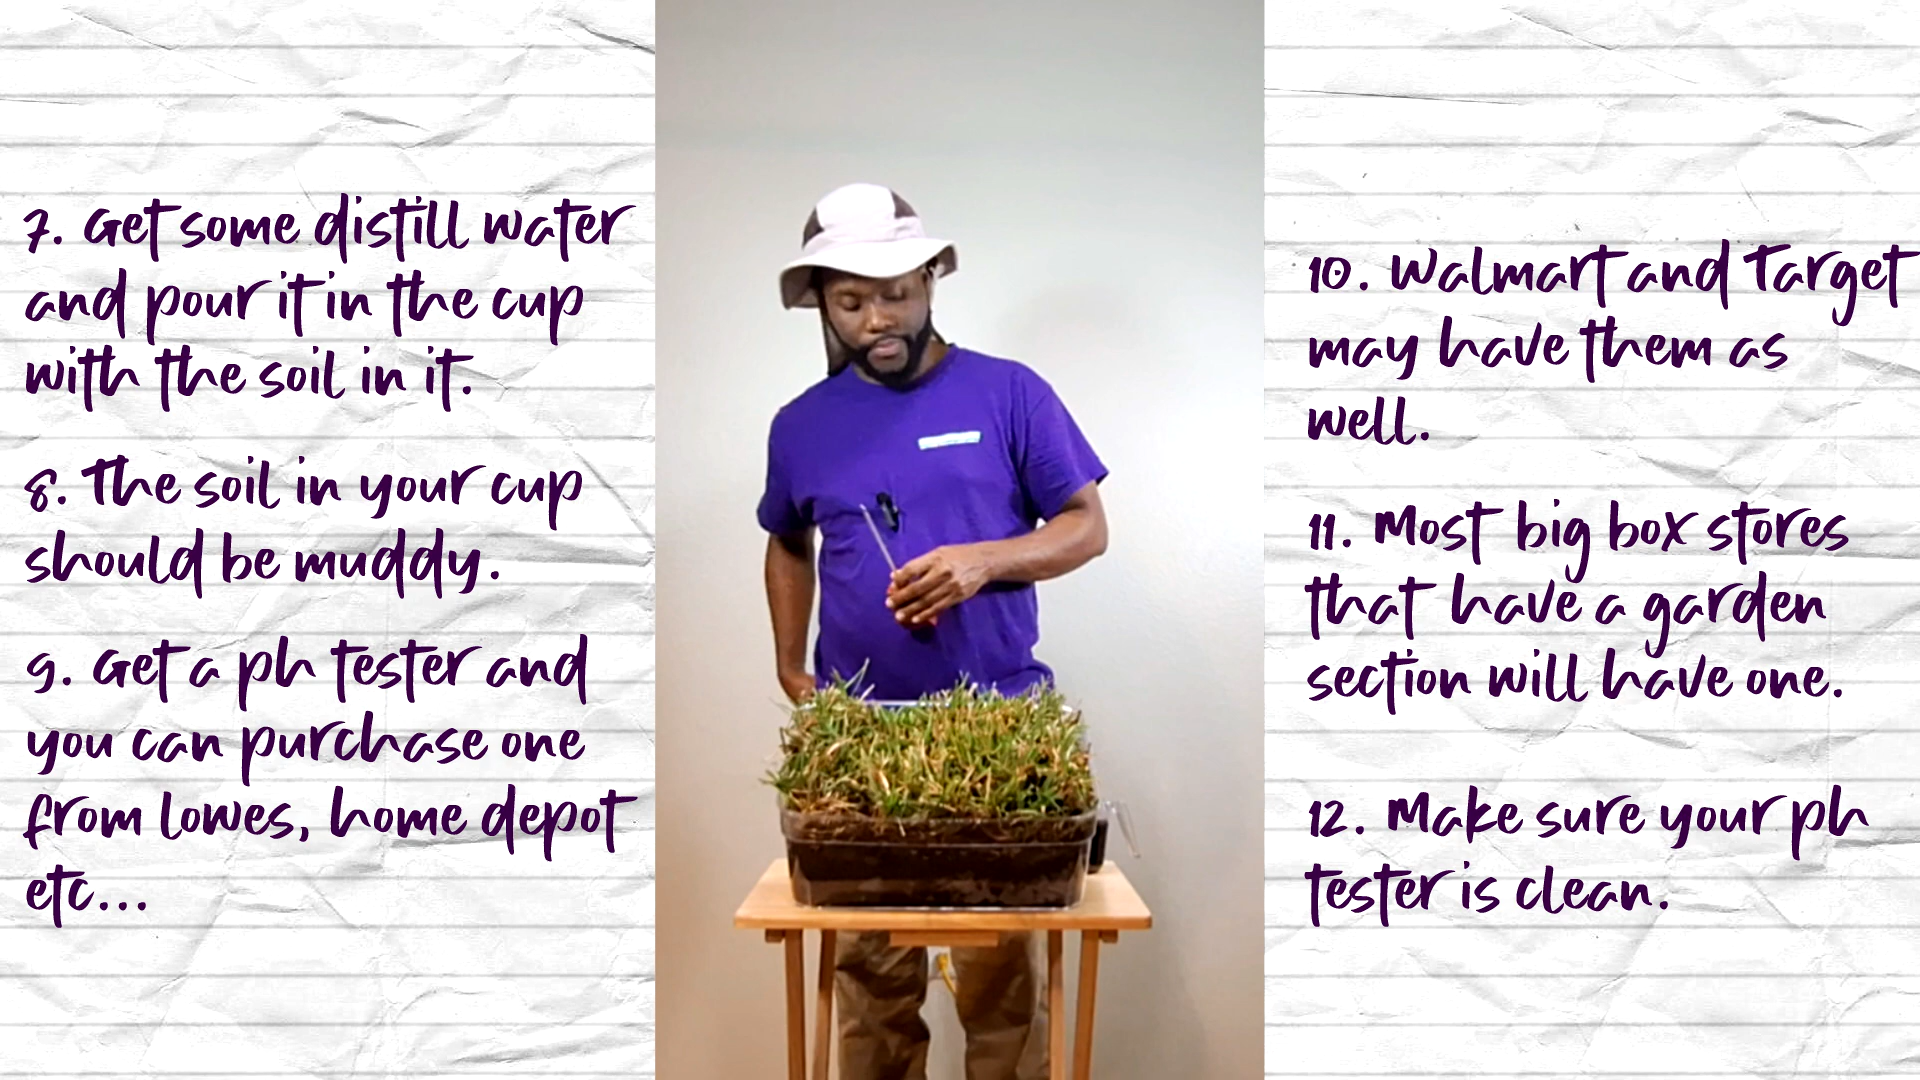 7. Get some distill water
and pour it in the cup
with the soil in it.
8. The soil in your cup
should be muddy.
9. Get a ph tester and
you can purchase one
from lowes, home depot
etc...
10. Walmart and Target
may have them as
well.
11. Most big box stores
that have a garden
section will have one.
12. Make sure your ph
tester is clean.